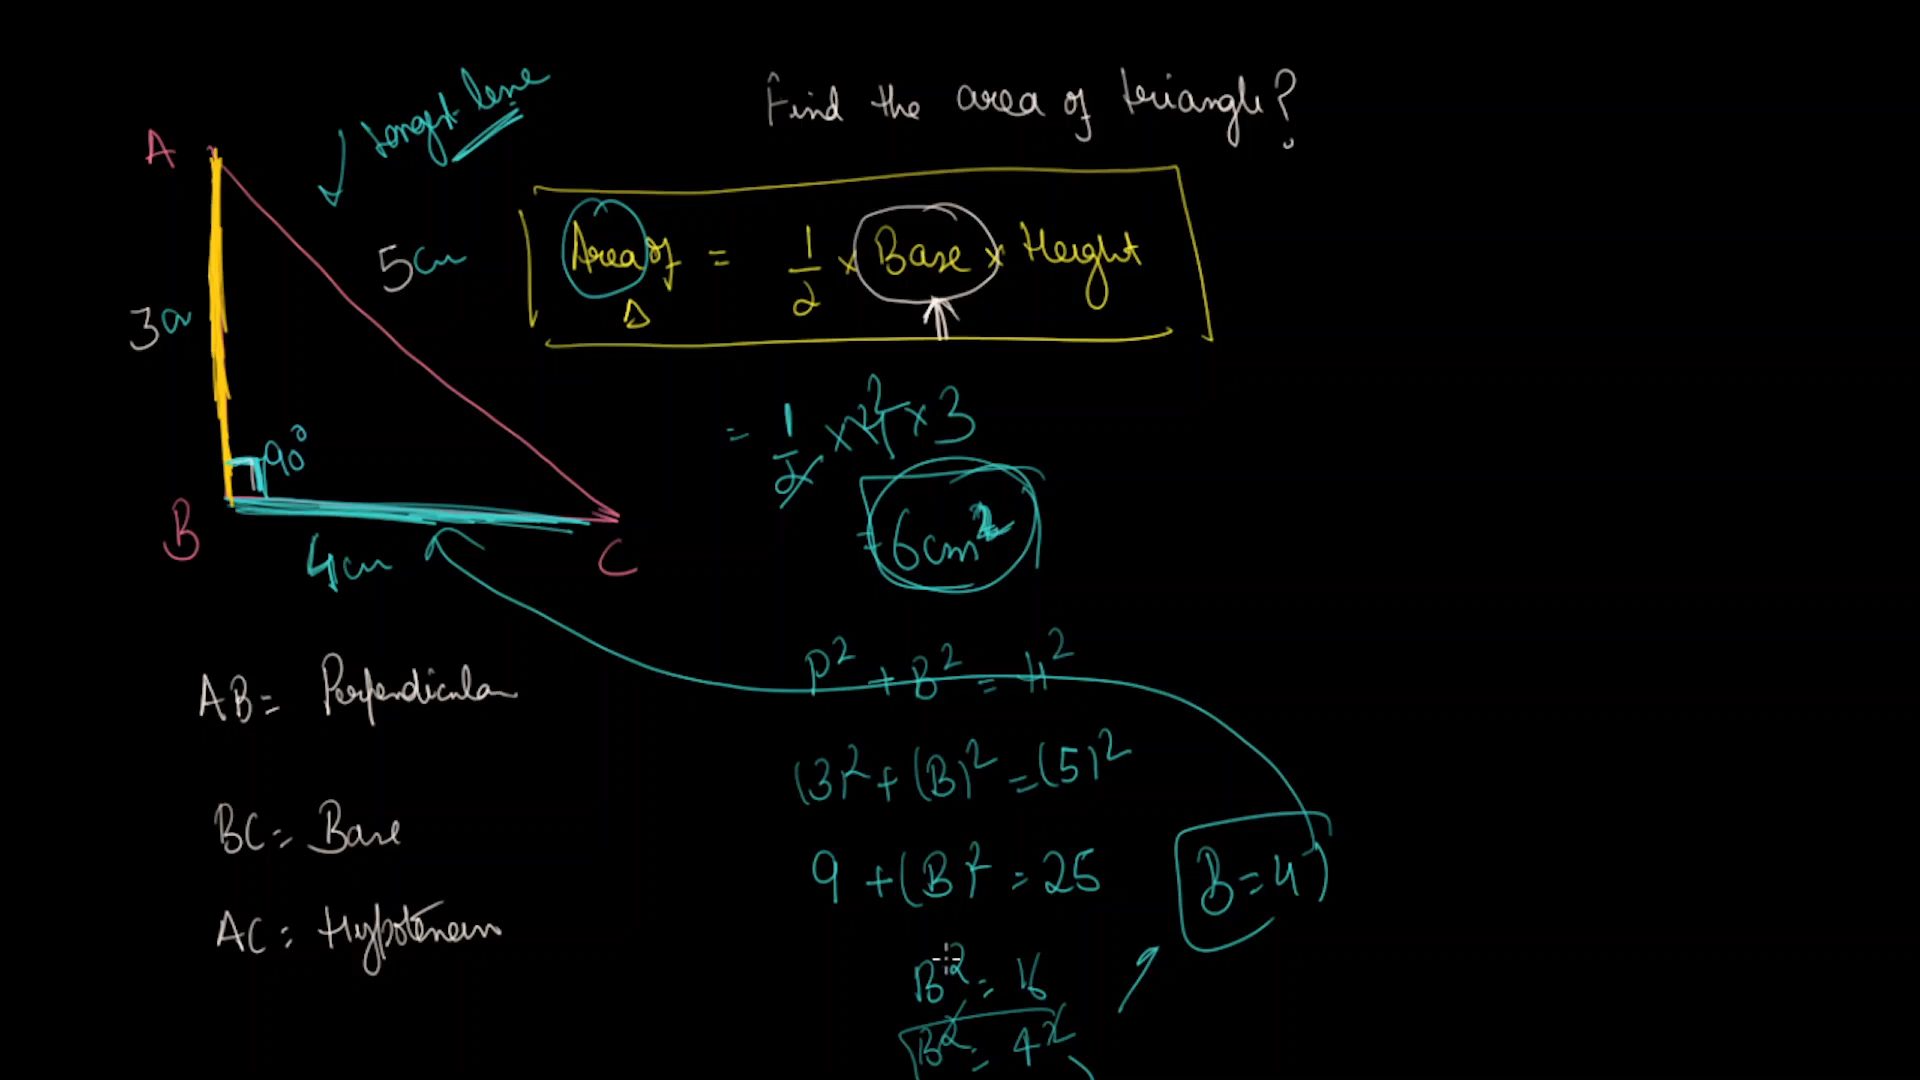 Find the area of triangle?
Longest line
A
5cm
3cm
90°
B
4cm
C
Area of Δ = 1/2 × Base × Height
= 1/2 × 4 2 × 3
= 6cm²
AB = Perpendicular
BC = Base
AC = Hypotenuse
P² + B² = H²
(3)² + (B)² = (5)²
9 + (B)² = 25
B² = 16
B² = 4²
B = 4